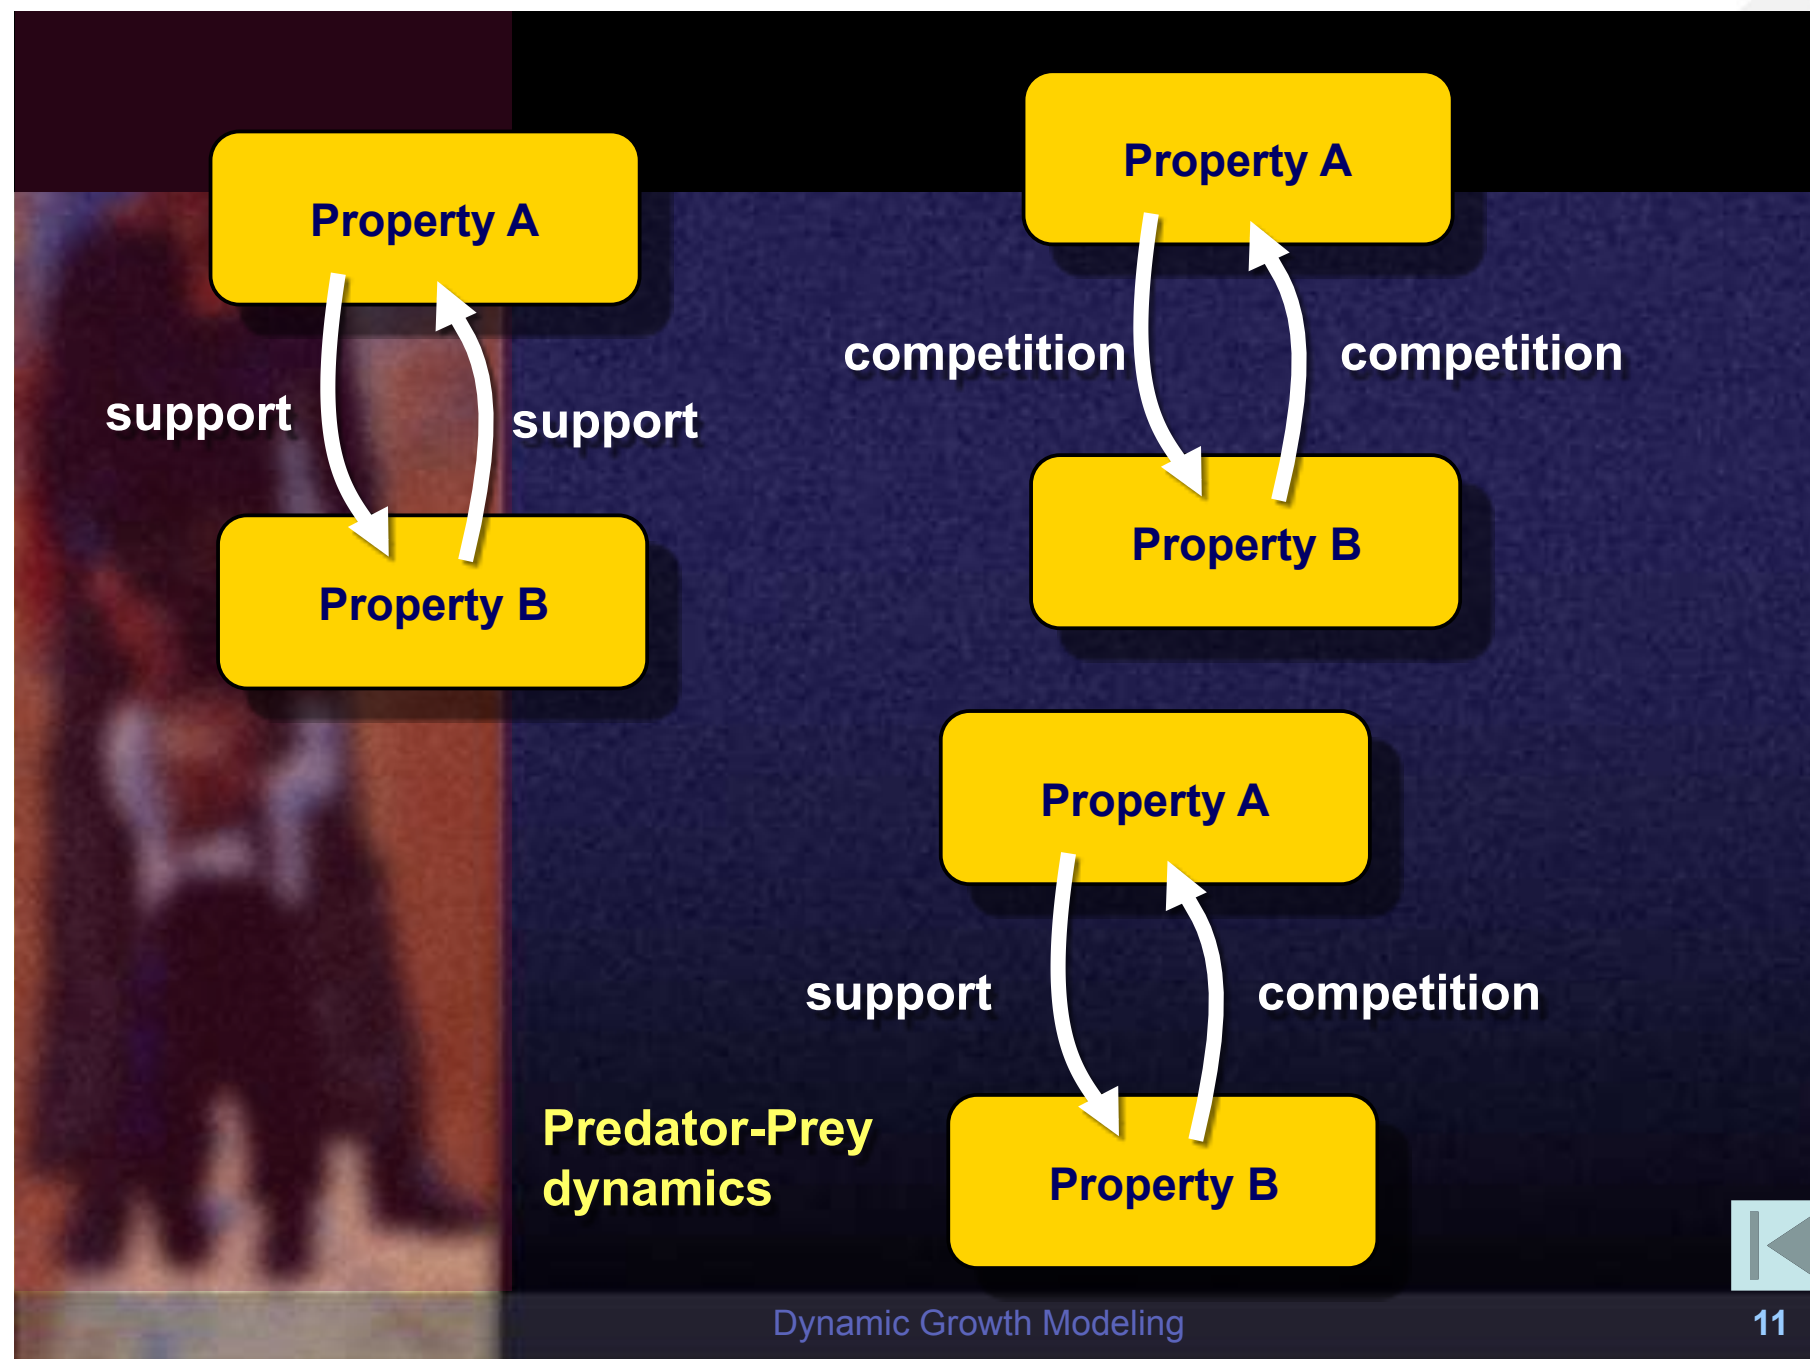 Property A
support
support
Property B
Property A
competition
competition
Property B
Property A
support
competition
Property B
Predator-Prey
dynamics
Dynamic Growth Modeling
11